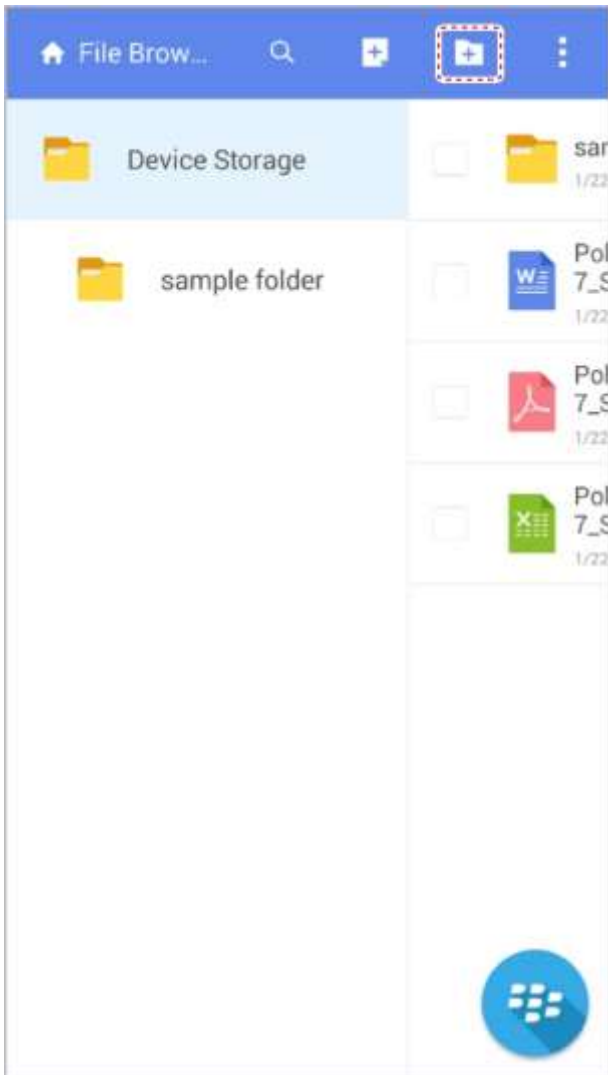 File Brow...
Device Storage
sample folder
sar
1/22
Pol
7_S
1/22
Pol
7_S
1/22
Pol
7_S
1/22